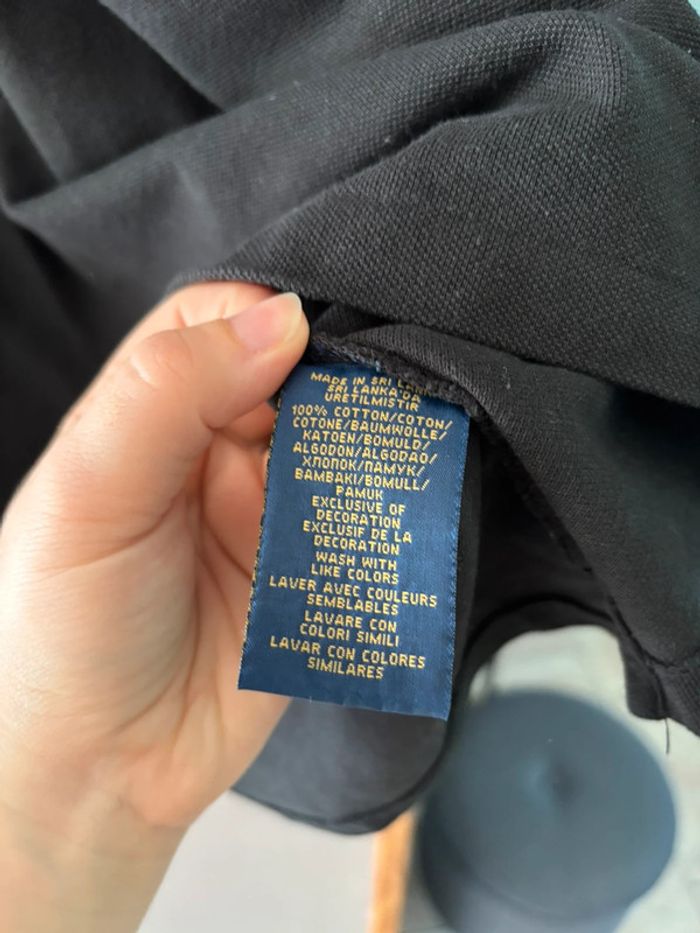 MADE IN SRI LANKA
SRI LANKA'DA
URETILMISTIR
100% COTTON/COTON/
COTONE/BAUMWOLLE/
KATOEN/BOMULD/
ALGODON/ALGODAO/
ХЛОПОК/ПАМУК/
BAMBAKI/BOMULL/
PAMUK
EXCLUSIVE OF
DECORATION
EXCLUSIF DE LA
DECORATION
WASH WITH
LIKE COLORS
LAVER AVEC COULEURS
SEMBLABLES
LAVARE CON
COLORI SIMILI
LAVAR CON COLORES
SIMILARES